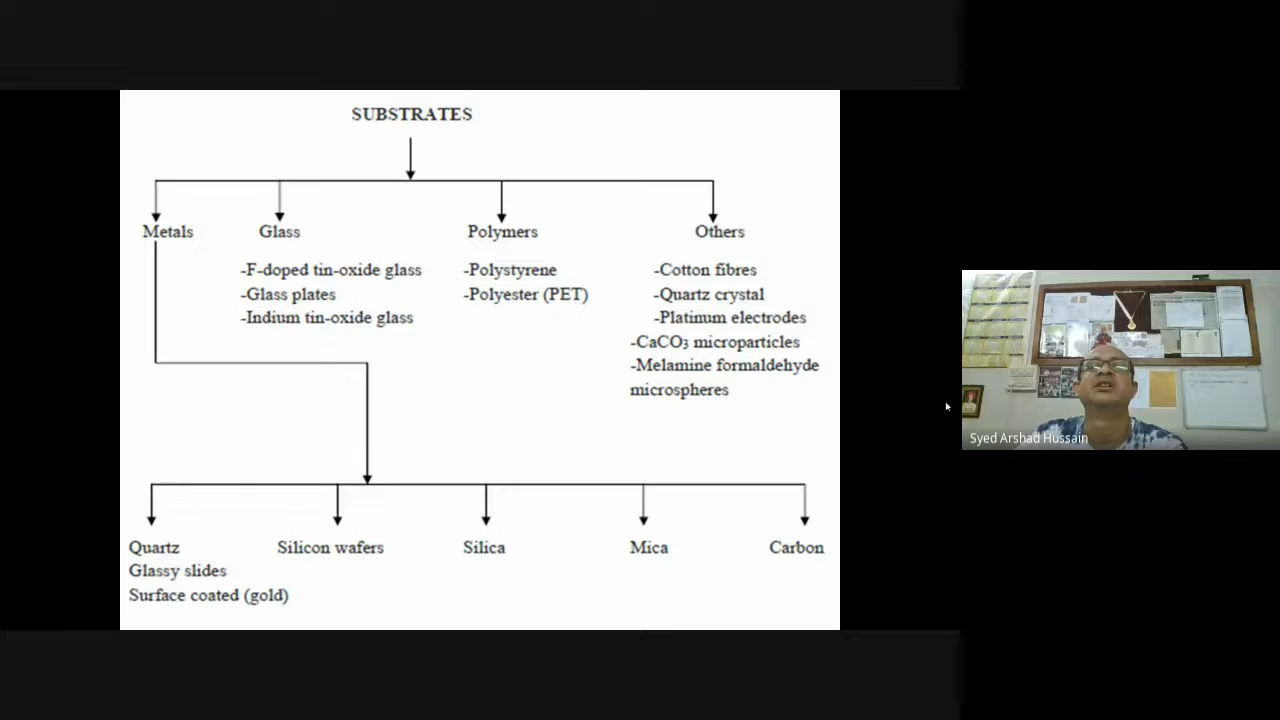 SUBSTRATES
Metals
Glass
Polymers
Others
-F-doped tin-oxide glass
-Glass plates
-Indium tin-oxide glass
-Polystyrene
-Polyester (PET)
-Cotton fibres
-Quartz crystal
-Platinum electrodes
-CaCO₃ microparticles
-Melamine formaldehyde
microspheres
Quartz
Glassy slides
Surface coated (gold)
Silicon wafers
Silica
Mica
Carbon
Syed Arshad Hussain